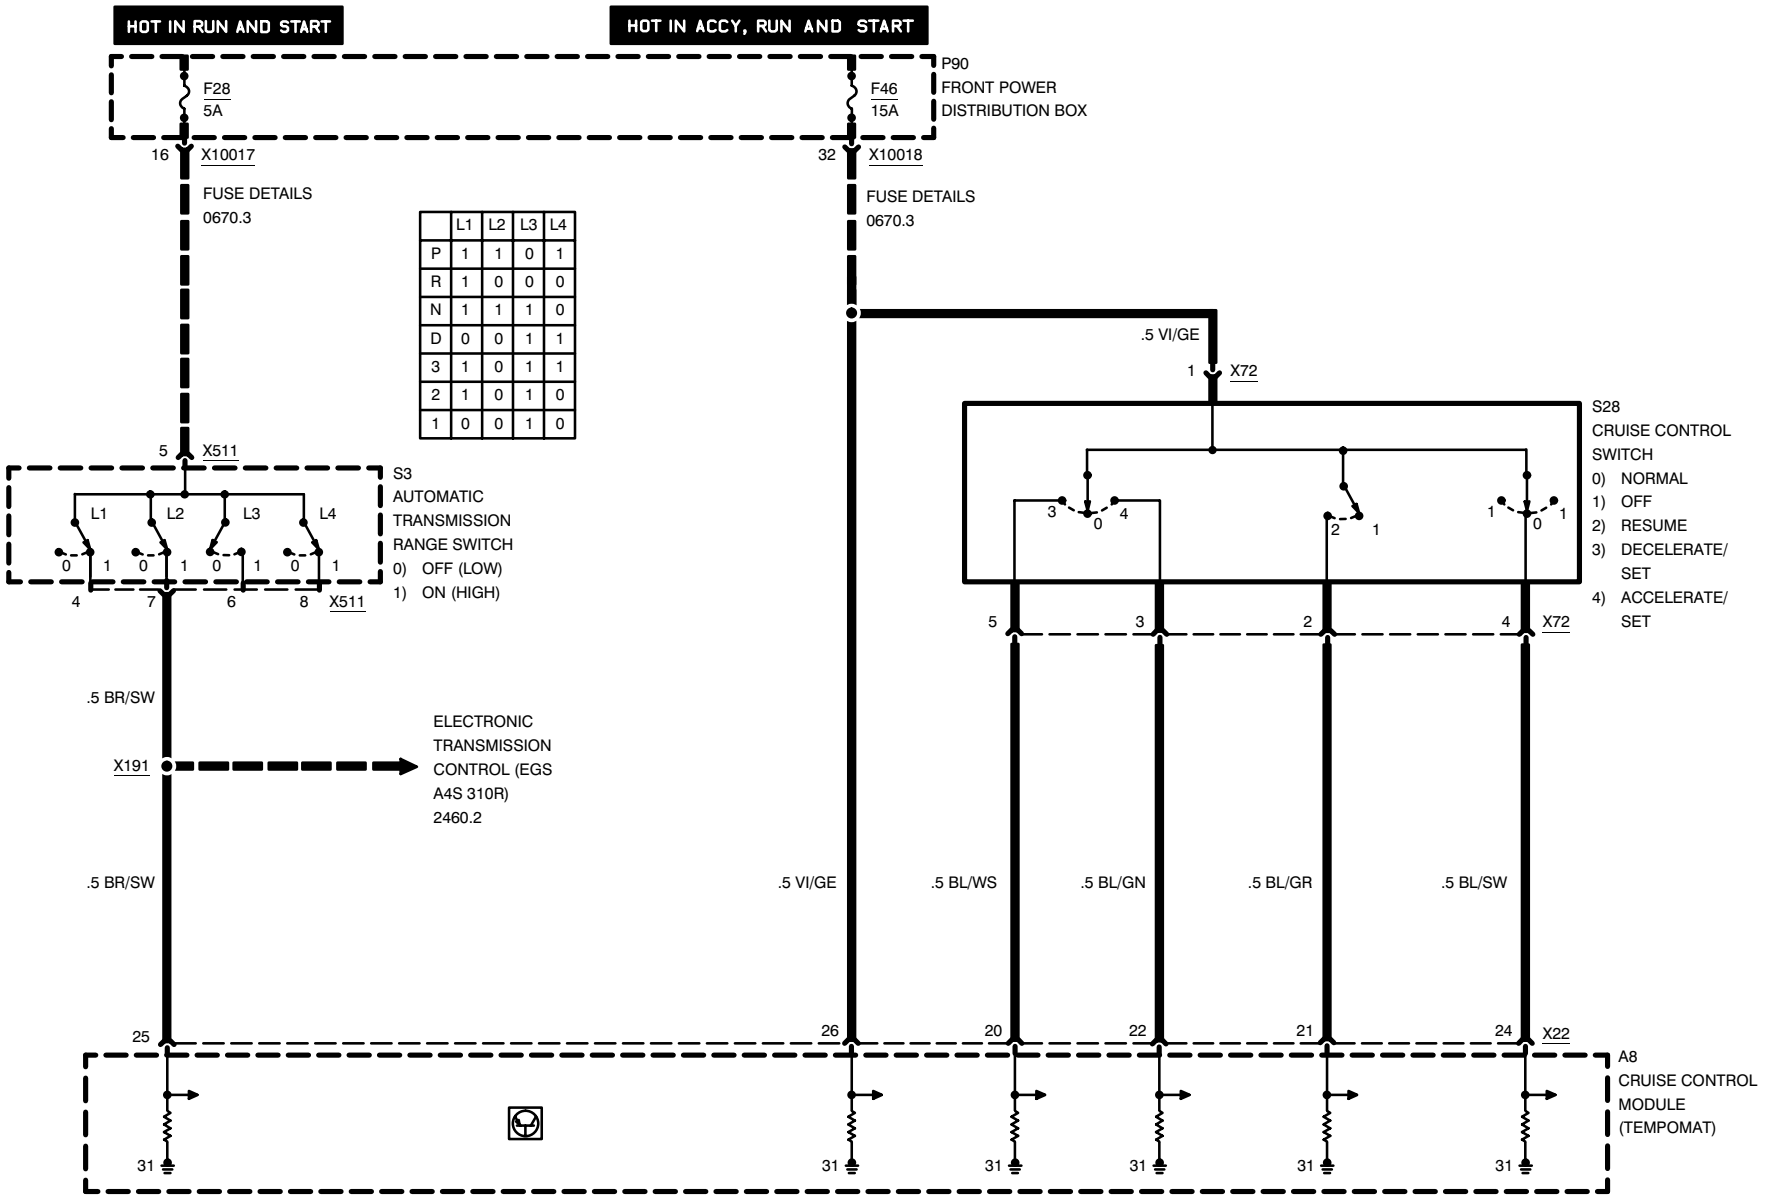 HOT IN RUN AND START
HOT IN ACCY, RUN AND START
P90
FRONT POWER
DISTRIBUTION BOX
F28
5A
F46
15A
16 X10017
32 X10018
FUSE DETAILS
0670.3
FUSE DETAILS
0670.3
L1 L2 L3 L4
P 1 1 0 1
R 1 0 0 0
N 1 1 1 0
D 0 0 1 1
3 1 0 1 1
2 1 0 1 0
1 0 0 1 0
.5 VI/GE
1 X72
5 X511
S3
AUTOMATIC
TRANSMISSION
RANGE SWITCH
0) OFF (LOW)
1) ON (HIGH)
L1 L2 L3 L4
0 1 0 1 0 1 0 1
4 7 6 8 X511
S28
CRUISE CONTROL
SWITCH
0) NORMAL
1) OFF
2) RESUME
3) DECELERATE/
SET
4) ACCELERATE/
SET
3 0 4
2 1
1 0 1
5 3 2 4 X72
.5 BR/SW
X191
ELECTRONIC
TRANSMISSION
CONTROL (EGS
A4S 310R)
2460.2
.5 BR/SW
.5 VI/GE
.5 BL/WS
.5 BL/GN
.5 BL/GR
.5 BL/SW
25 26 20 22 21 24 X22
A8
CRUISE CONTROL
MODULE
(TEMPOMAT)
31 31 31 31 31 31